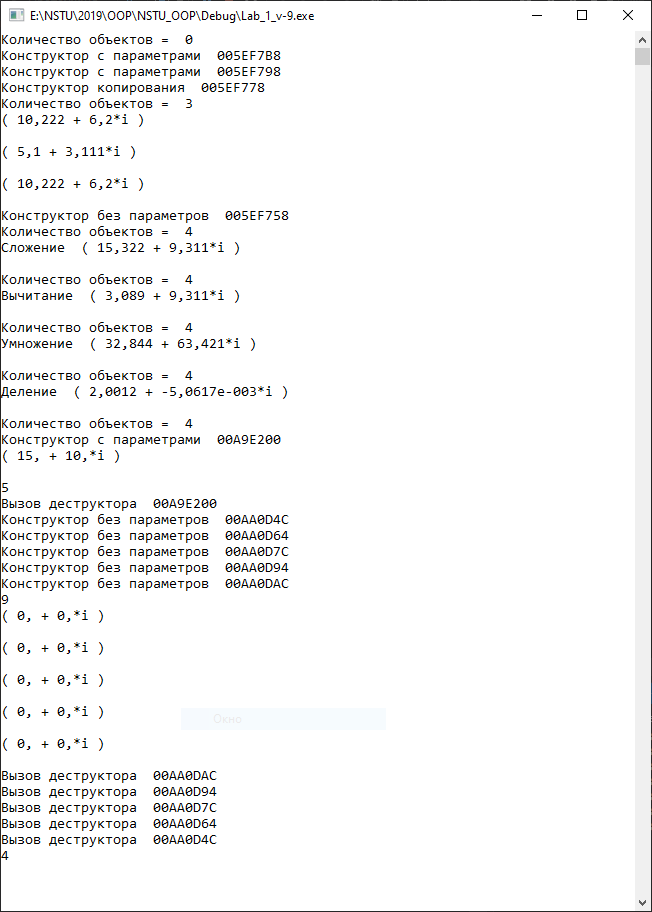 E:\NSTU\2019\OOP\NSTU_OOP\Debug\Lab_1_v-9.exe
Количество объектов =  0
Конструктор с параметрами  005EF7B8
Конструктор с параметрами  005EF798
Конструктор копирования  005EF778
Количество объектов =  3
( 10,222 + 6,2*i )
( 5,1 + 3,111*i )
( 10,222 + 6,2*i )
Конструктор без параметров  005EF758
Количество объектов =  4
Сложение  ( 15,322 + 9,311*i )
Количество объектов =  4
Вычитание  ( 3,089 + 9,311*i )
Количество объектов =  4
Умножение  ( 32,844 + 63,421*i )
Количество объектов =  4
Деление  ( 2,0012 + -5,0617e-003*i )
Количество объектов =  4
Конструктор с параметрами  00A9E200
( 15, + 10,*i )
5
Вызов деструктора  00A9E200
Конструктор без параметров  00AA0D4C
Конструктор без параметров  00AA0D64
Конструктор без параметров  00AA0D7C
Конструктор без параметров  00AA0D94
Конструктор без параметров  00AA0DAC
9
( 0, + 0,*i )
( 0, + 0,*i )
( 0, + 0,*i )
( 0, + 0,*i )
Окно
( 0, + 0,*i )
Вызов деструктора  00AA0DAC
Вызов деструктора  00AA0D94
Вызов деструктора  00AA0D7C
Вызов деструктора  00AA0D64
Вызов деструктора  00AA0D4C
4